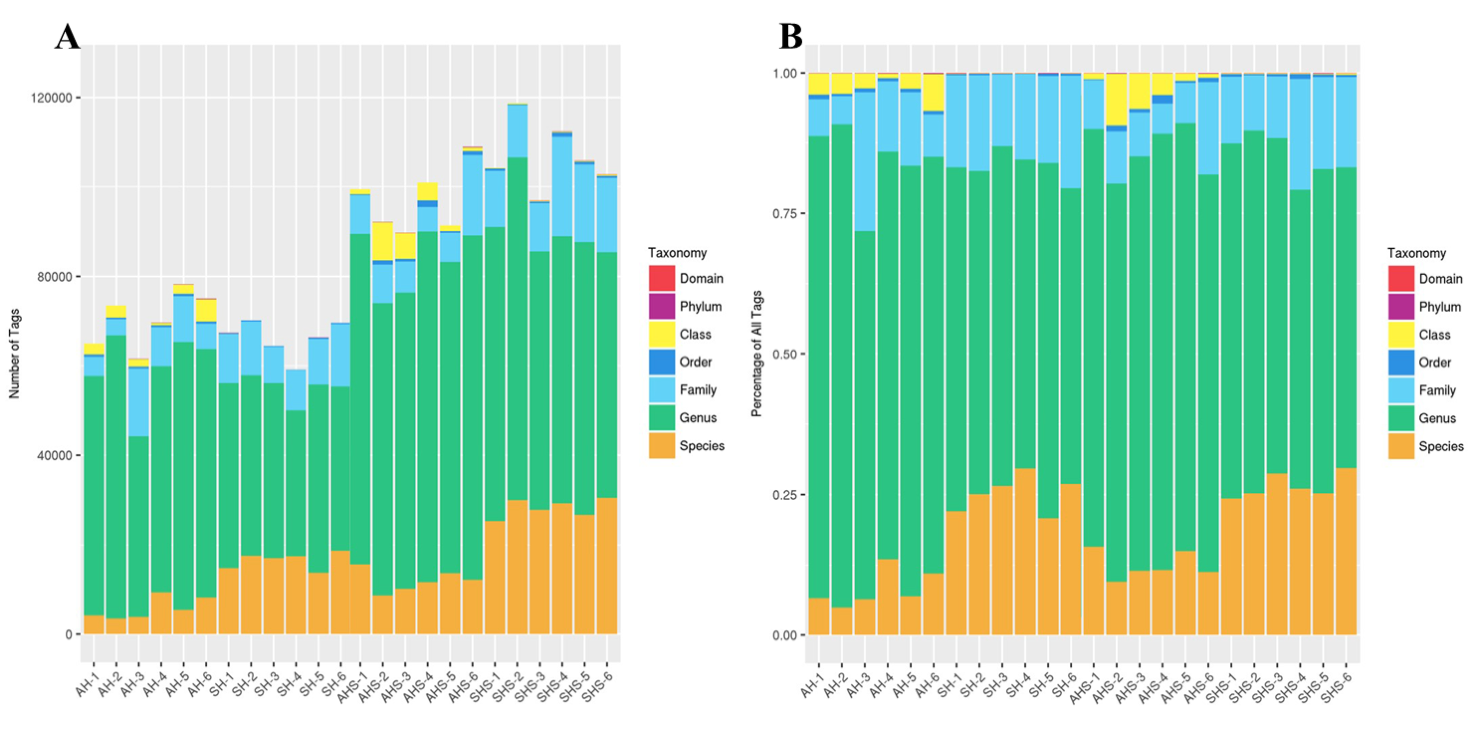 A
Number of Tags
120000
80000
40000
0
AH-1 AH-2 AH-3 AH-4 AH-5 AH-6 SH-1 SH-2 SH-3 SH-4 SH-5 SH-6 AHS-1 AHS-2 AHS-3 AHS-4 AHS-5 AHS-6 SHS-1 SHS-2 SHS-3 SHS-4 SHS-5 SHS-6
Taxonomy
Domain
Phylum
Class
Order
Family
Genus
Species
B
Percentage of All Tags
1.00
0.75
0.50
0.25
0.00
AH-1 AH-2 AH-3 AH-4 AH-5 AH-6 SH-1 SH-2 SH-3 SH-4 SH-5 SH-6 AHS-1 AHS-2 AHS-3 AHS-4 AHS-5 AHS-6 SHS-1 SHS-2 SHS-3 SHS-4 SHS-5 SHS-6
Taxonomy
Domain
Phylum
Class
Order
Family
Genus
Species